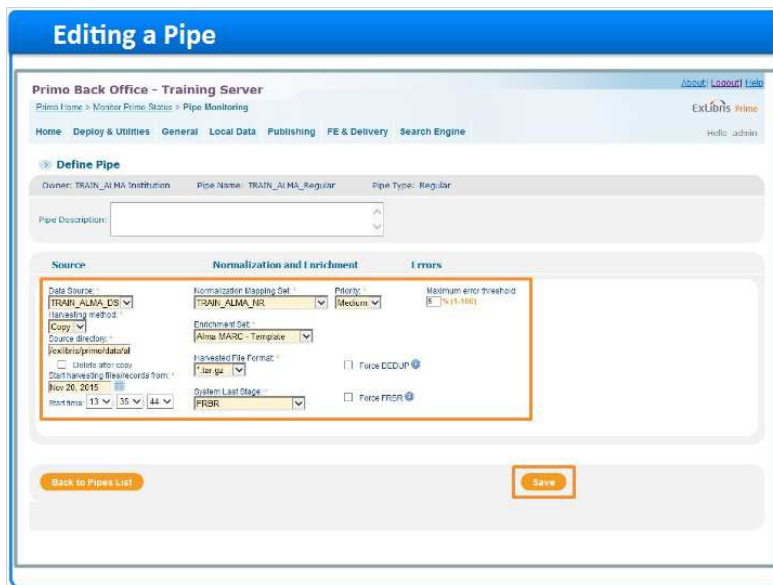 Editing a Pipe
Primo Back Office - Training Server
About| Logout| Help
Primo Home > Monitor Primo Status > Pipe Monitoring
ExLibris Primo
Home Deploy & Utilities General Local Data Publishing FE & Delivery Search Engine
Hello admin
Define Pipe
Owner: TRAIN_ALMA Institution Pipe Name: TRAIN_ALMA_Regular Pipe Type: Regular
Pipe Description:
Source Normalization and Enrichment Errors
Data Source: * Normalization Mapping Set: * Priority: * Maximum error threshold
TRAIN_ALMA_DS TRAIN_ALMA_NR Medium 5 % (1-100)
Harvesting method: *
Copy
Enrichment Set: *
Source directory: *
Alma MARC - Template
/exlibris/primo/data/al
Delete after copy
Harvested File Format: *
Force DEDUP
Start harvesting files/records from: *
*.tar.gz
Nov 20, 2015
System Last Stage: *
Force FRBR
Start time: 13 : 35 : 44
FRBR
Back to Pipes List Save